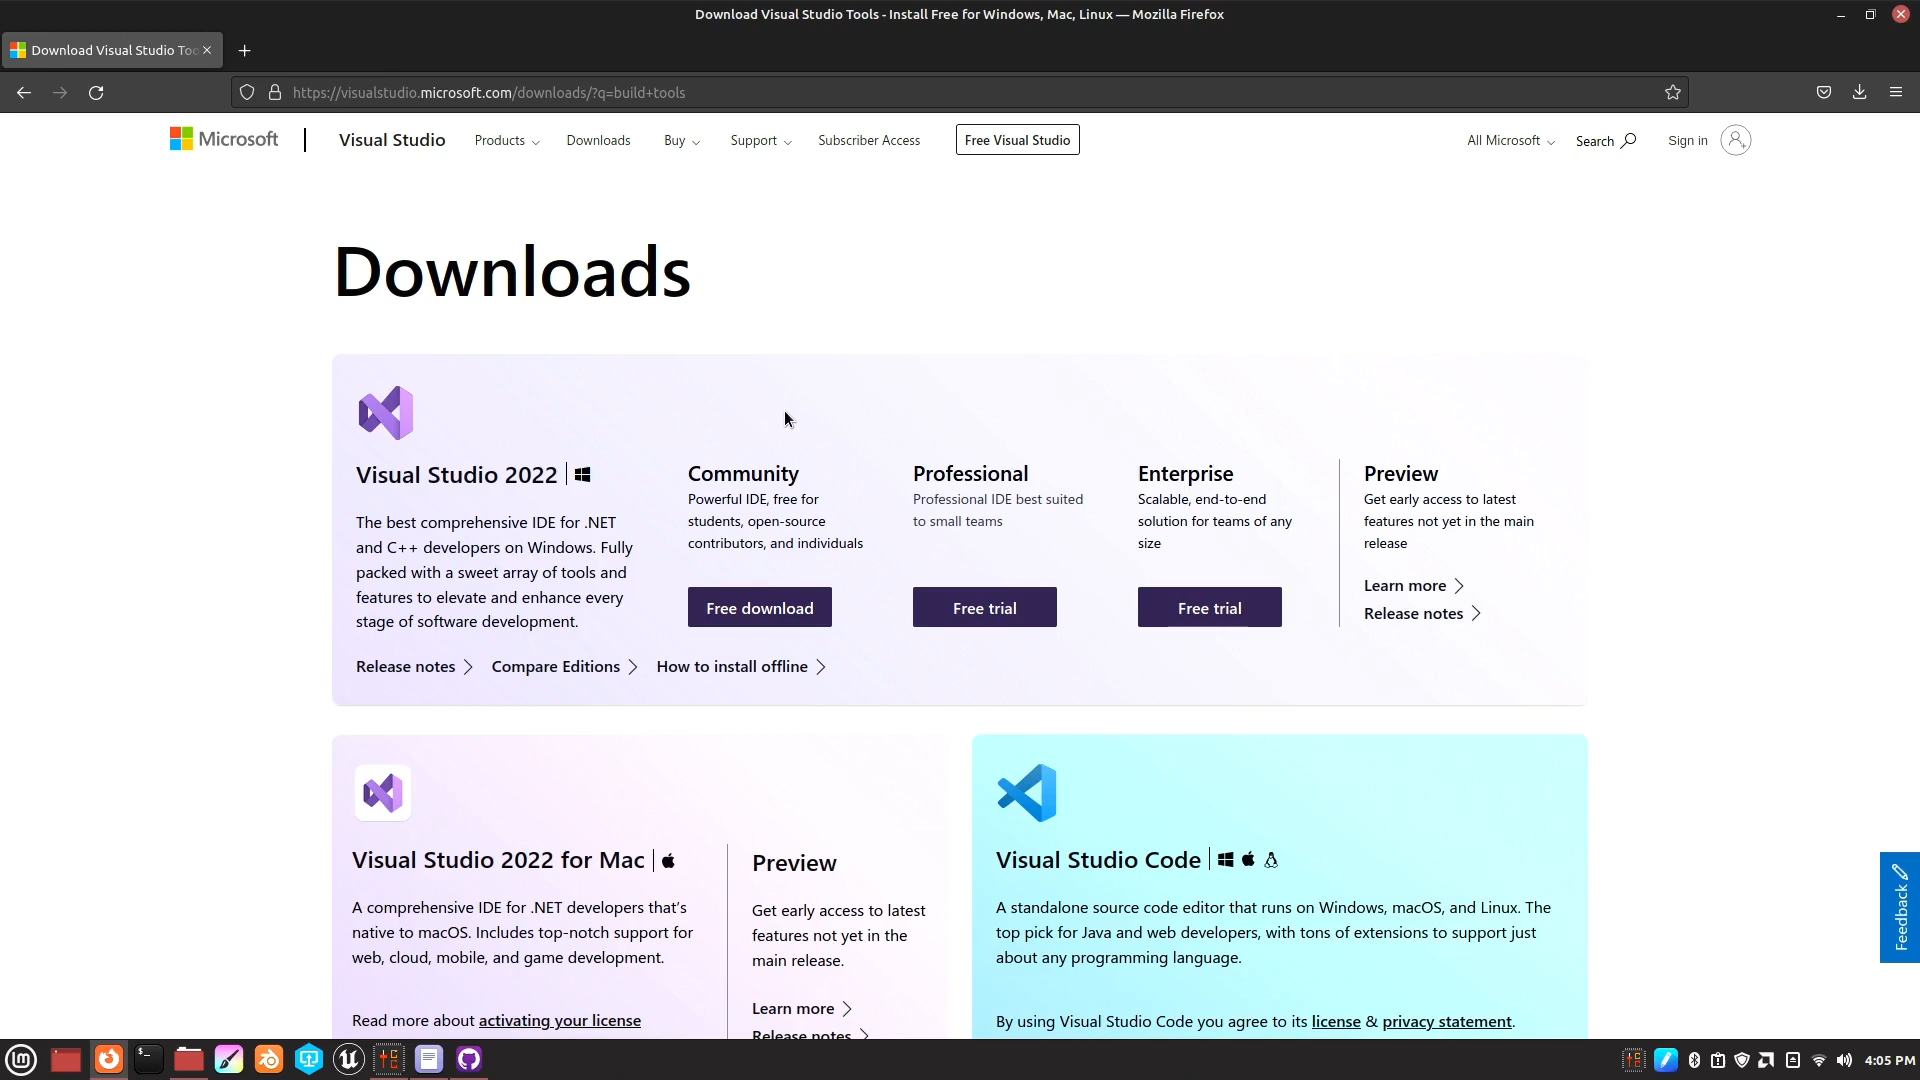 Download Visual Studio Tools - Install Free for Windows, Mac, Linux — Mozilla Firefox
Download Visual Studio Too
https://visualstudio.microsoft.com/downloads/?q=build+tools
Microsoft
Visual Studio
Products
Downloads
Buy
Support
Subscriber Access
Free Visual Studio
All Microsoft
Search
Sign in
Downloads
Visual Studio 2022
The best comprehensive IDE for .NET
and C++ developers on Windows. Fully
packed with a sweet array of tools and
features to elevate and enhance every
stage of software development.
Community
Powerful IDE, free for
students, open-source
contributors, and individuals
Free download
Professional
Professional IDE best suited
to small teams
Free trial
Enterprise
Scalable, end-to-end
solution for teams of any
size
Free trial
Preview
Get early access to latest
features not yet in the main
release
Learn more
Release notes
Release notes
Compare Editions
How to install offline
Visual Studio 2022 for Mac
A comprehensive IDE for .NET developers that's
native to macOS. Includes top-notch support for
web, cloud, mobile, and game development.
Read more about activating your license
Preview
Get early access to latest
features not yet in the
main release.
Learn more
Release notes
Visual Studio Code
A standalone source code editor that runs on Windows, macOS, and Linux. The
top pick for Java and web developers, with tons of extensions to support just
about any programming language.
By using Visual Studio Code you agree to its license & privacy statement.
Feedback
4:05 PM